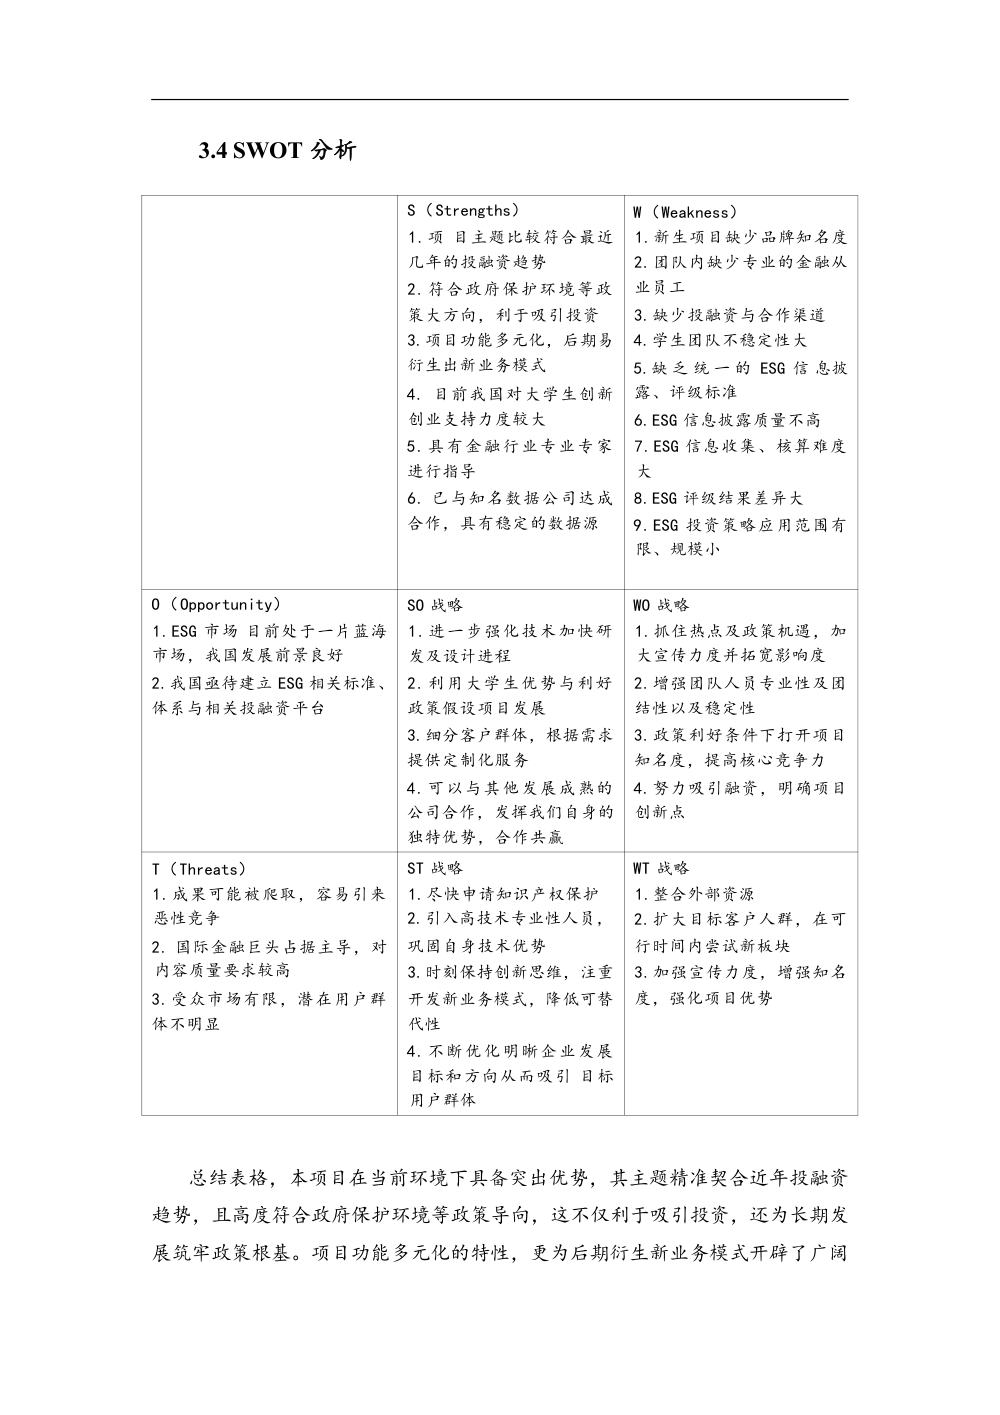 3.4 SWOT 分析
S（Strengths）
1.项 目主题比较符合最近
几年的投融资趋势
2.符合政府保护环境等政
策大方向，利于吸引投资
3.项目功能多元化，后期易
衍生出新业务模式
4. 目前我国对大学生创新
创业支持力度较大
5.具有金融行业专业专家
进行指导
6. 已与知名数据公司达成
合作，具有稳定的数据源
W（Weakness）
1.新生项目缺少品牌知名度
2.团队内缺少专业的金融从
业员工
3.缺少投融资与合作渠道
4.学生团队不稳定性大
5.缺乏统一的 ESG 信息披
露、评级标准
6.ESG 信息披露质量不高
7.ESG 信息收集、核算难度
大
8.ESG 评级结果差异大
9.ESG 投资策略应用范围有
限、规模小
O（Opportunity）
1.ESG 市场 目前处于一片蓝海
市场，我国发展前景良好
2.我国亟待建立 ESG 相关标准、
体系与相关投融资平台
SO 战略
1.进一步强化技术加快研
发及设计进程
2.利用大学生优势与利好
政策假设项目发展
3.细分客户群体，根据需求
提供定制化服务
4.可以与其他发展成熟的
公司合作，发挥我们自身的
独特优势，合作共赢
WO 战略
1.抓住热点及政策机遇，加
大宣传力度并拓宽影响度
2.增强团队人员专业性及团
结性以及稳定性
3.政策利好条件下打开项目
知名度，提高核心竞争力
4.努力吸引融资，明确项目
创新点
T（Threats）
1.成果可能被爬取，容易引来
恶性竞争
2. 国际金融巨头占据主导，对
内容质量要求较高
3.受众市场有限，潜在用户群
体不明显
ST 战略
1.尽快申请知识产权保护
2.引入高技术专业性人员，
巩固自身技术优势
3.时刻保持创新思维，注重
开发新业务模式，降低可替
代性
4.不断优化明晰企业发展
目标和方向从而吸引 目标
用户群体
WT 战略
1.整合外部资源
2.扩大目标客户人群，在可
行时间内尝试新板块
3.加强宣传力度，增强知名
度，强化项目优势
总结表格，本项目在当前环境下具备突出优势，其主题精准契合近年投融资
趋势，且高度符合政府保护环境等政策导向，这不仅利于吸引投资，还为长期发
展筑牢政策根基。项目功能多元化的特性，更为后期衍生新业务模式开辟了广阔